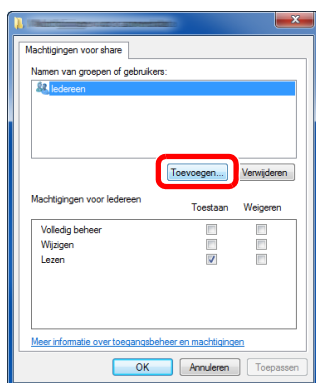 Machtigingen voor share
Namen van groepen of gebruikers:
Iedereen
Toevoegen... Verwijderen
Machtigingen voor Iedereen Toestaan Weigeren
Volledig beheer
Wijzigen
Lezen
Meer informatie over toegangsbeheer en machtigingen
OK Annuleren Toepassen